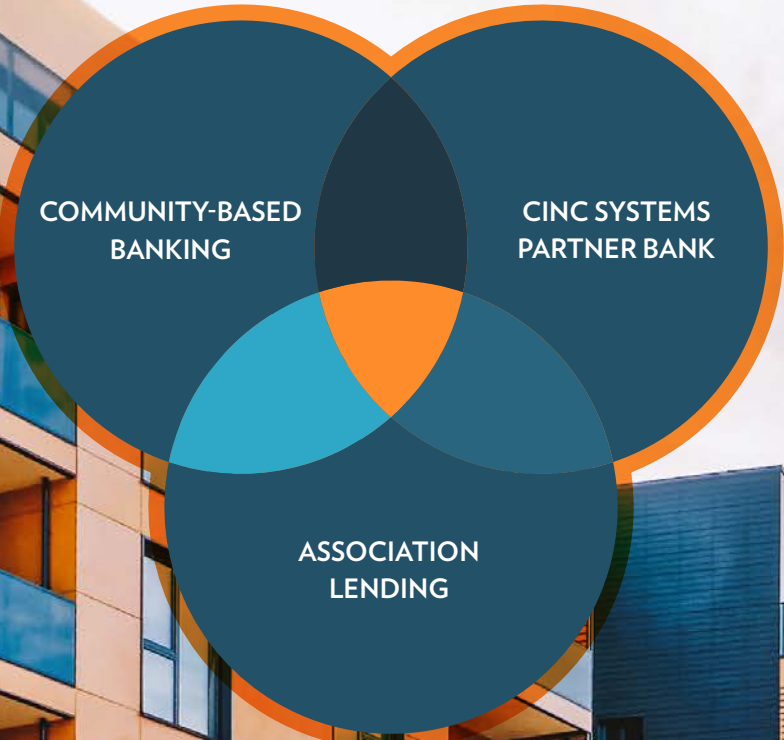 COMMUNITY-BASED
BANKING
CINC SYSTEMS
PARTNER BANK
ASSOCIATION
LENDING